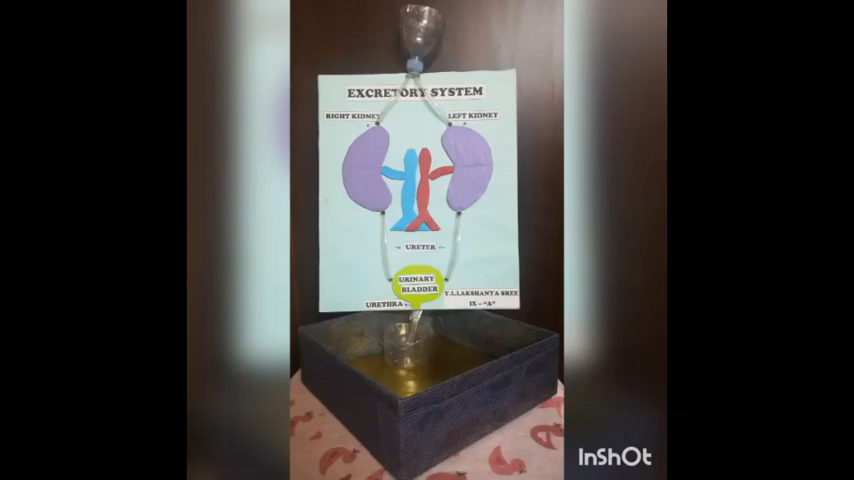 EXCRETORY SYSTEM
RIGHT KIDNEY
LEFT KIDNEY
URETER
URINARY
BLADDER
URETHRA
Y.L.LAKSHANYA SREE
IX - "A"
InShOt